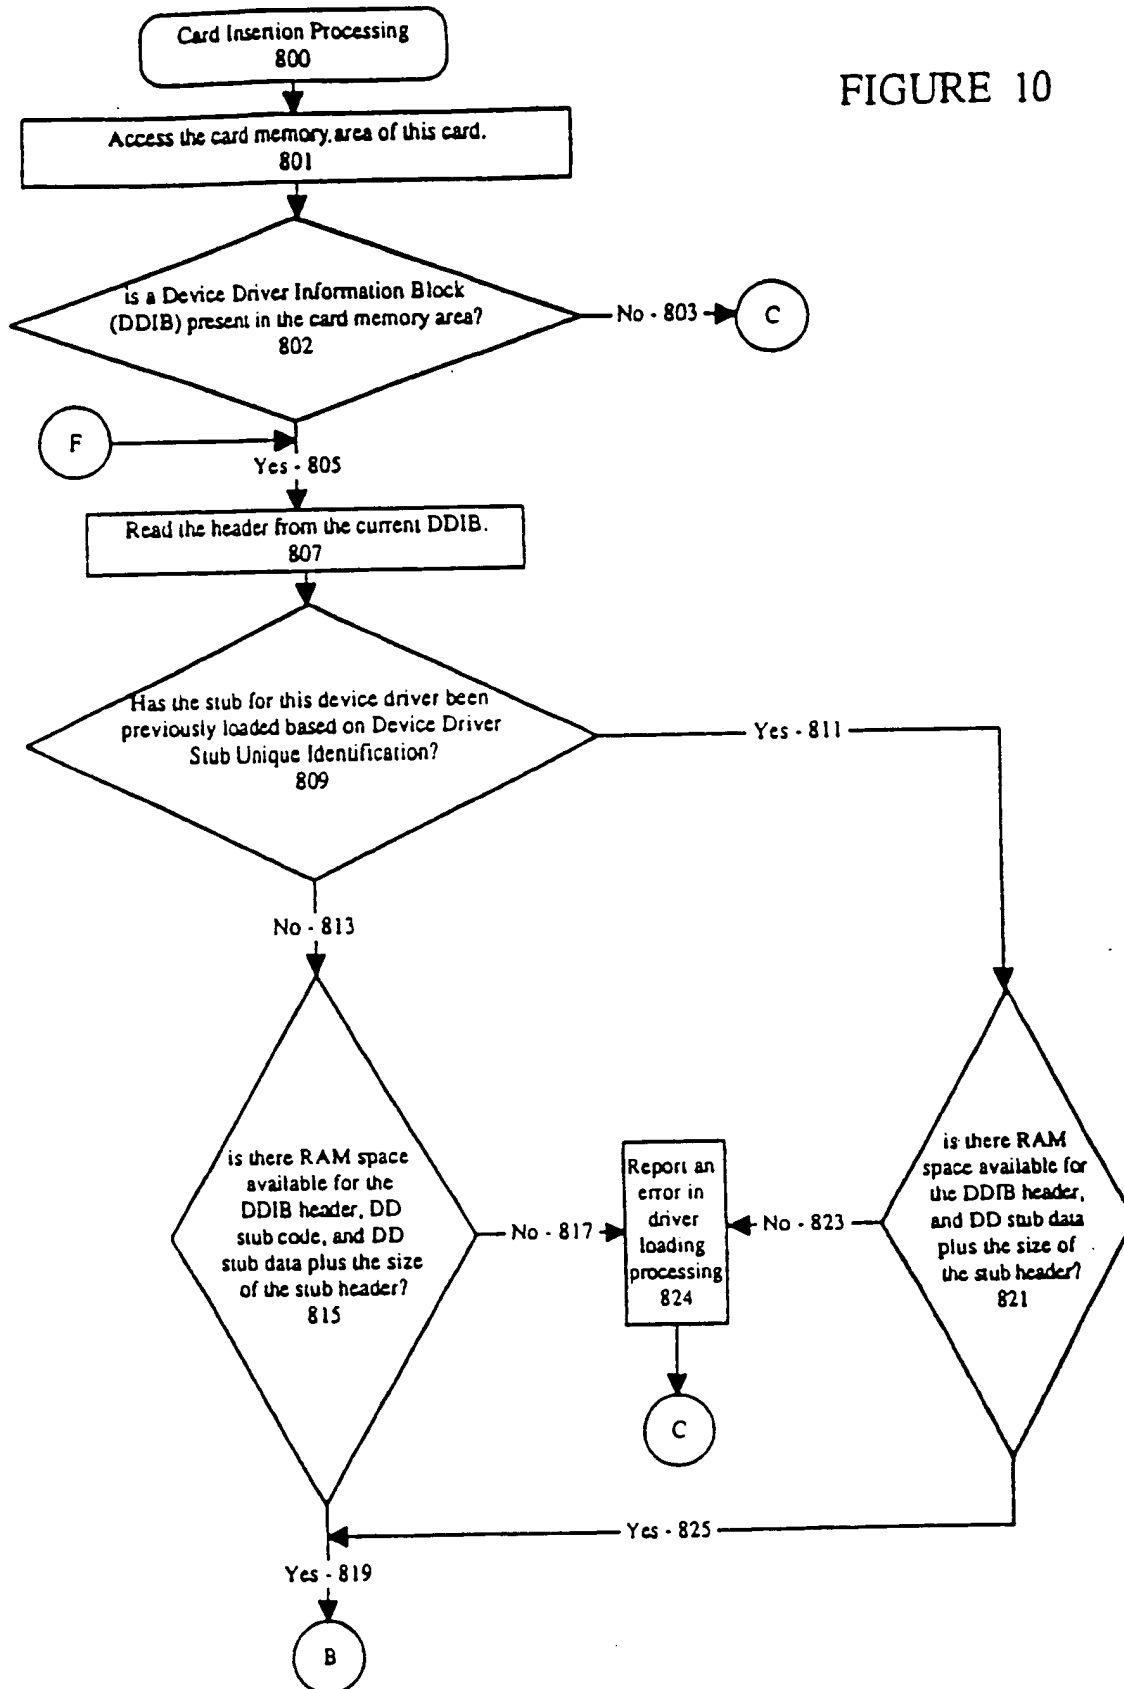 Card Insertion Processing
800
FIGURE 10
Access the card memory area of this card.
801
is a Device Driver Information Block
(DDIB) present in the card memory area?
802
No - 803
C
F
Yes - 805
Read the header from the current DDIB.
807
Has the stub for this device driver been
previously loaded based on Device Driver
Stub Unique Identification?
809
Yes - 811
No - 813
is there RAM space
available for the
DDIB header, DD
stub code, and DD
stub data plus the size
of the stub header?
815
No - 817
Report an
error in
driver
loading
processing
824
No - 823
is there RAM
space available for
the DDIB header,
and DD stub data
plus the size of
the stub header?
821
C
Yes - 825
Yes - 819
B